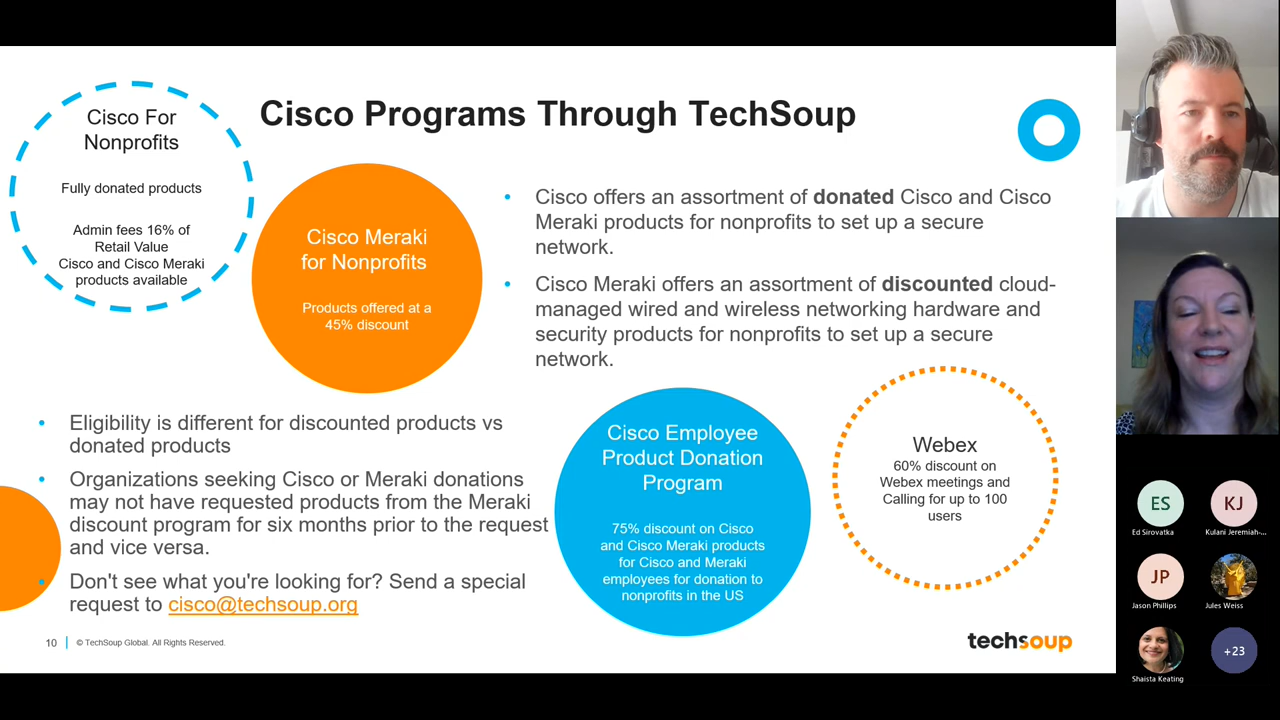 Cisco Programs Through TechSoup
Cisco For
Nonprofits
Fully donated products
Admin fees 16% of
Retail Value
Cisco and Cisco Meraki
products available
Cisco Meraki
for Nonprofits
Products offered at a
45% discount
• Cisco offers an assortment of donated Cisco and Cisco
Meraki products for nonprofits to set up a secure
network.
• Cisco Meraki offers an assortment of discounted cloud-
managed wired and wireless networking hardware and
security products for nonprofits to set up a secure
network.
• Eligibility is different for discounted products vs
donated products
• Organizations seeking Cisco or Meraki donations
may not have requested products from the Meraki
discount program for six months prior to the request
and vice versa.
• Don't see what you're looking for? Send a special
request to cisco@techsoup.org
Cisco Employee
Product Donation
Program
75% discount on Cisco
and Cisco Meraki products
for Cisco and Meraki
employees for donation to
nonprofits in the US
Webex
60% discount on
Webex meetings and
Calling for up to 100
users
10 | © TechSoup Global. All Rights Reserved.
techsoup
ES
KJ
Ed Sirovatka
Kulani Jeremiah-...
JP
Jason Phillips
Jules Weiss
+23
Shaista Keating